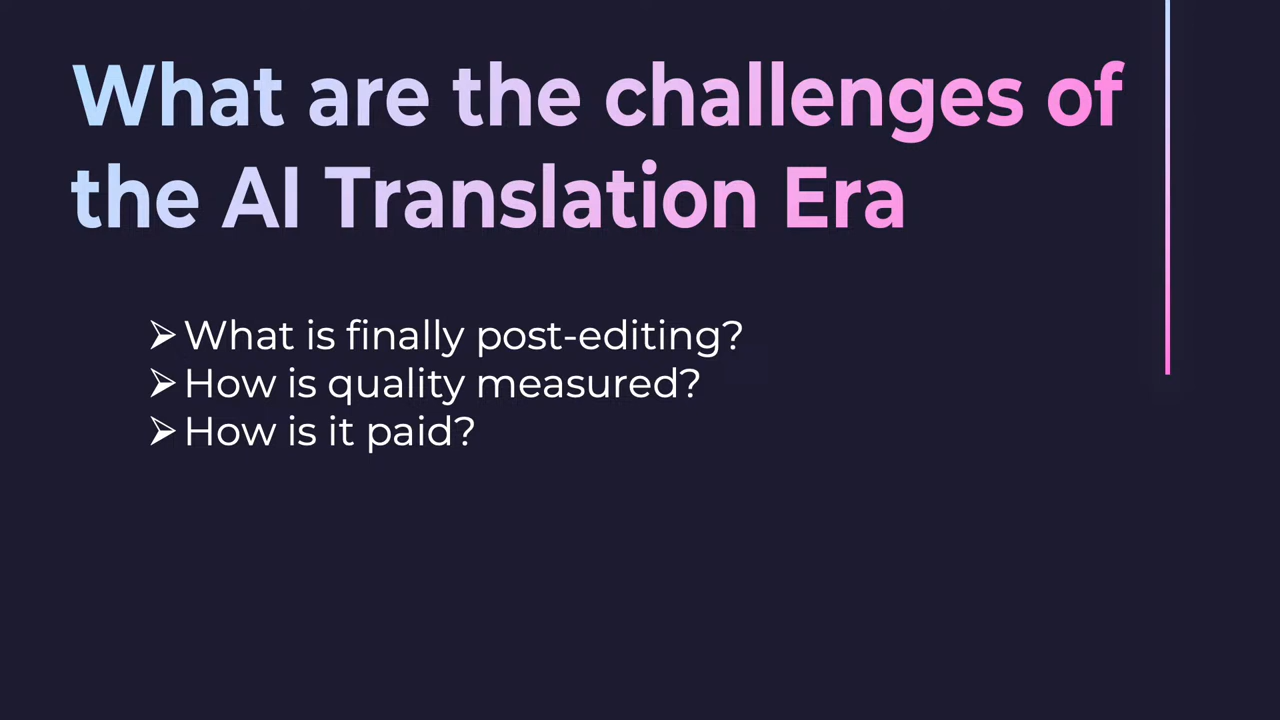 What are the challenges of
the AI Translation Era
➢ What is finally post-editing?
➢ How is quality measured?
➢ How is it paid?